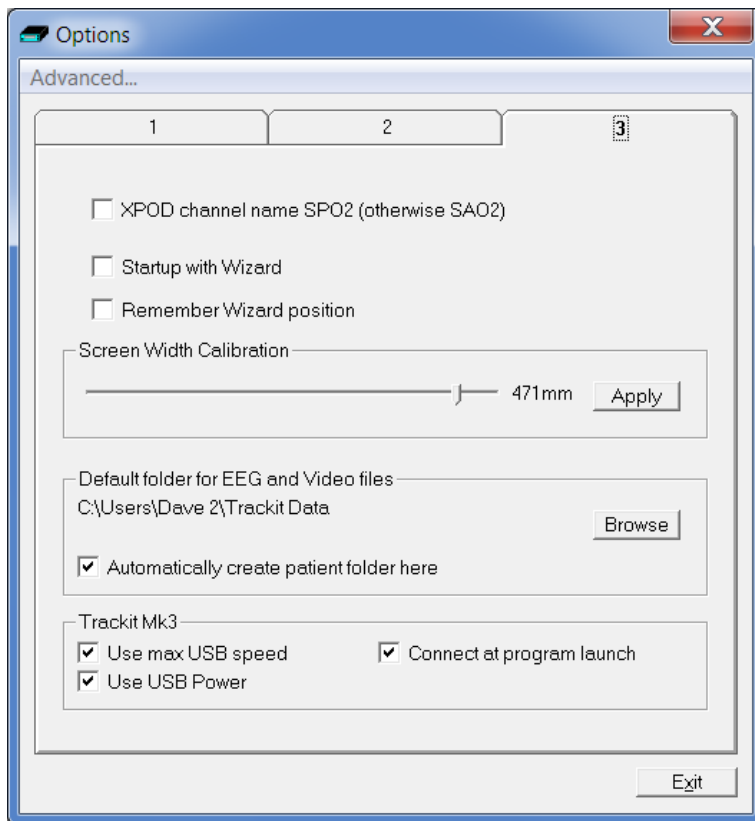 Options
Advanced...
1 2 3
XPOD channel name SPO2 (otherwise SAO2)
Startup with Wizard
Remember Wizard position
Screen Width Calibration
471mm Apply
Default folder for EEG and Video files
C:\Users\Dave 2\Trackit Data
Browse
Automatically create patient folder here
Trackit Mk3
Use max USB speed Connect at program launch
Use USB Power
Exit